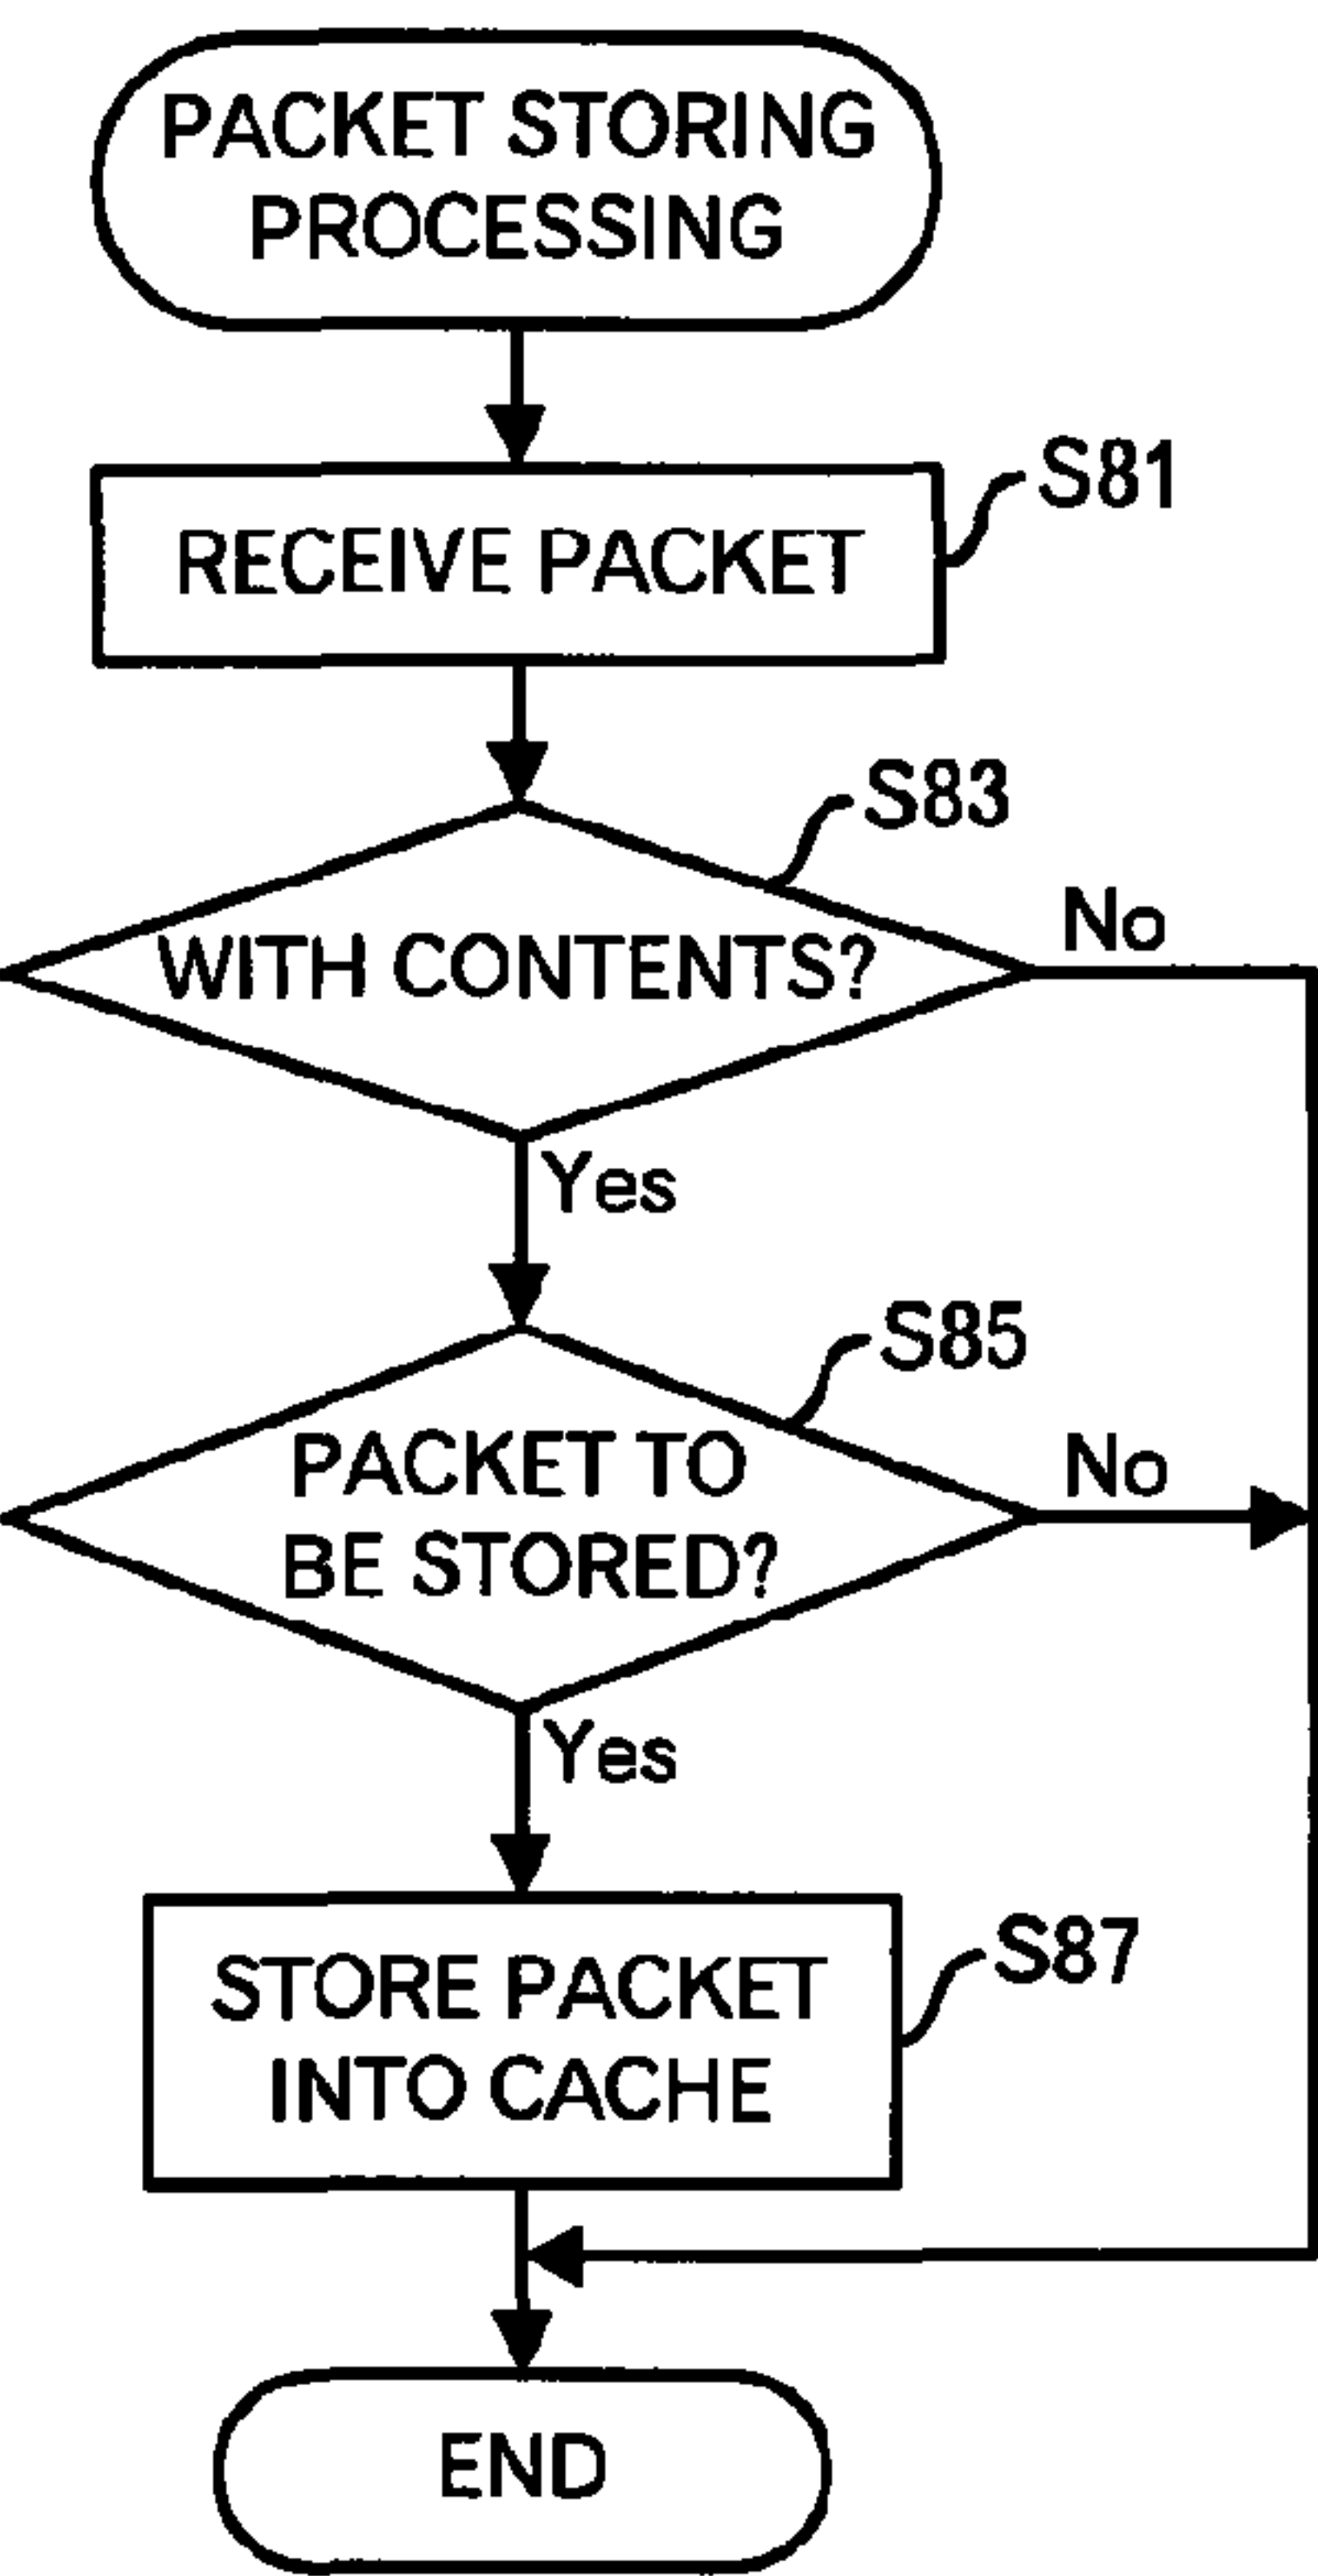 PACKET STORING
PROCESSING
S81
RECEIVE PACKET
S83
WITH CONTENTS?
No
Yes
S85
PACKET TO
BE STORED?
No
Yes
S87
STORE PACKET
INTO CACHE
END